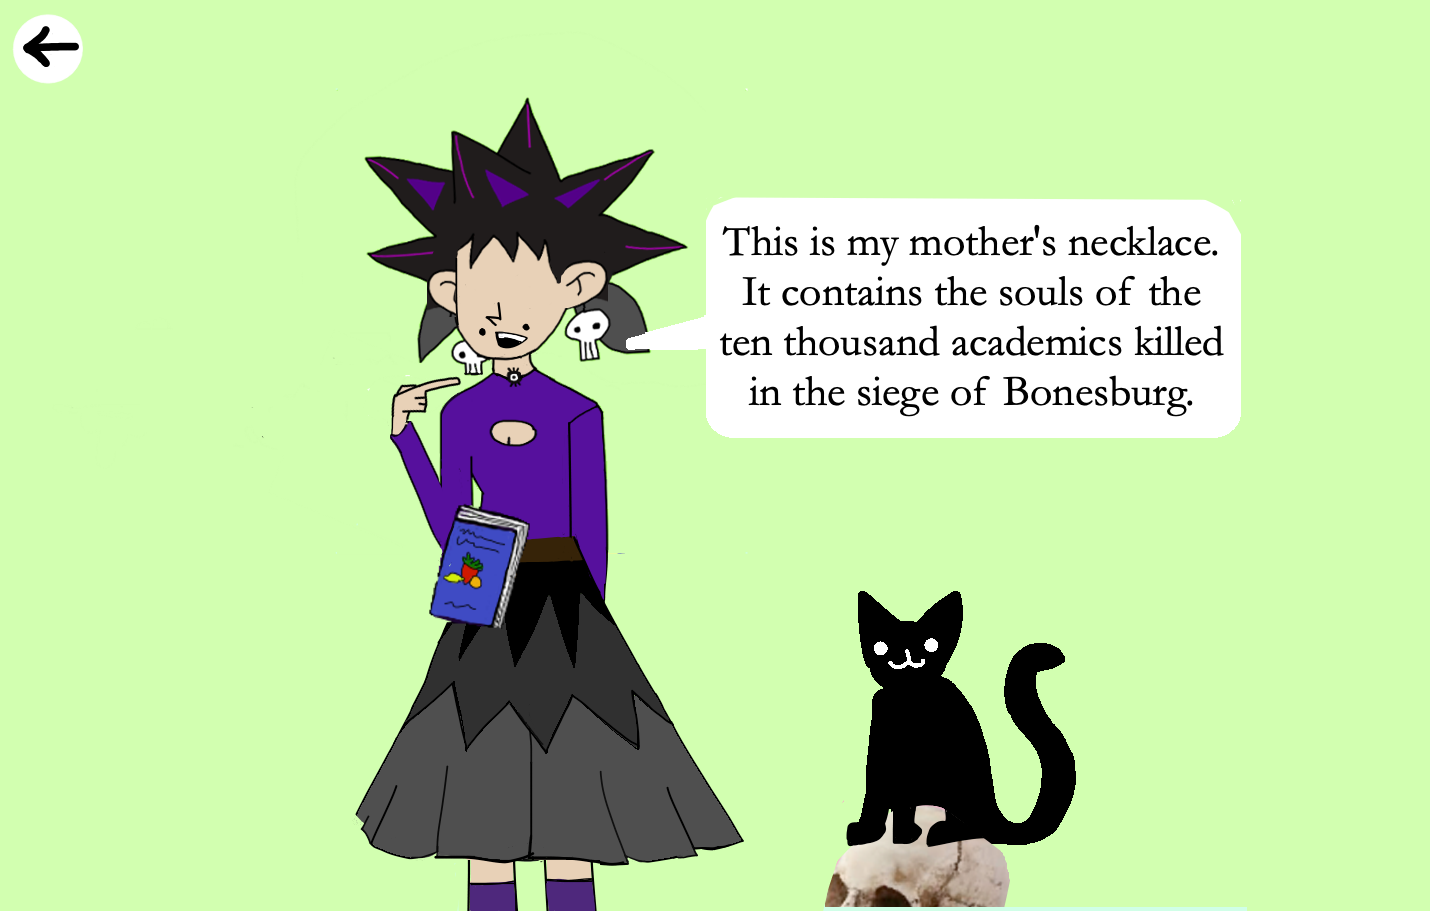 This is my mother's necklace.
It contains the souls of the
ten thousand academics killed
in the siege of Bonesburg.